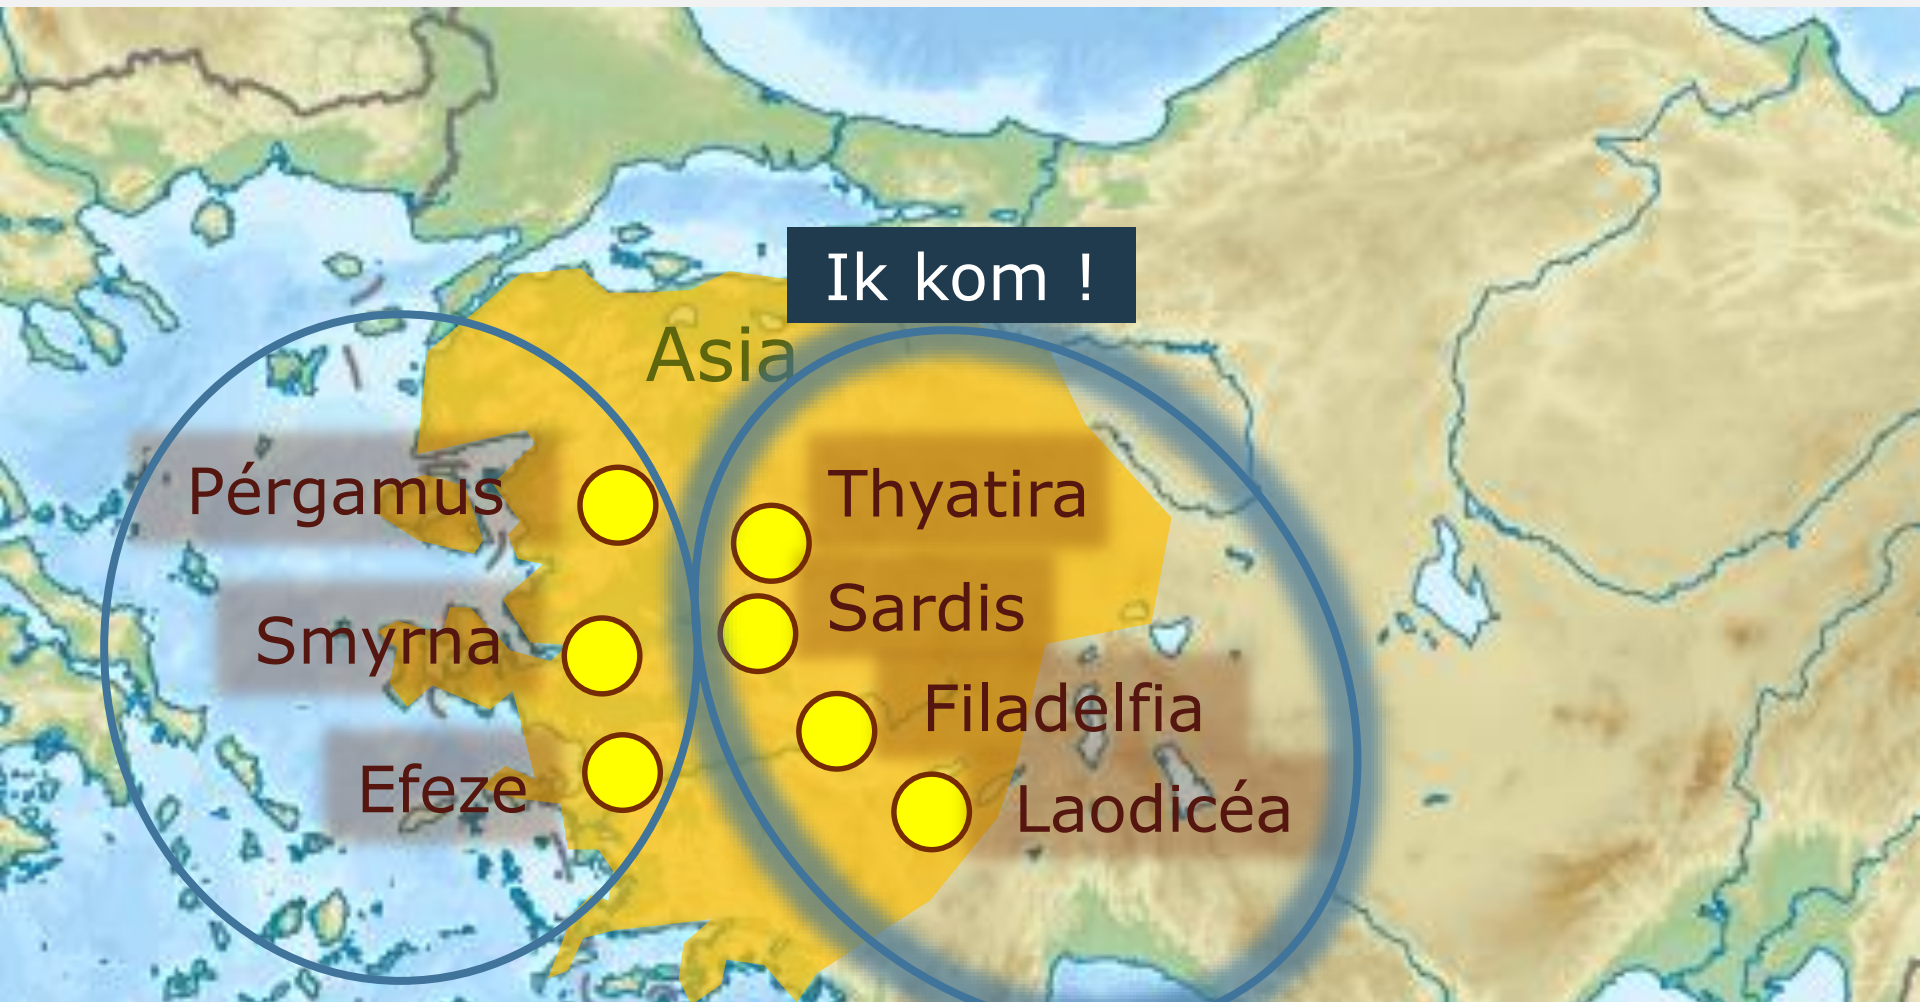 Ik kom !
Asia
Pérgamus
Thyatira
Smyrna
Sardis
Filadelfia
Efeze
Laodicéa